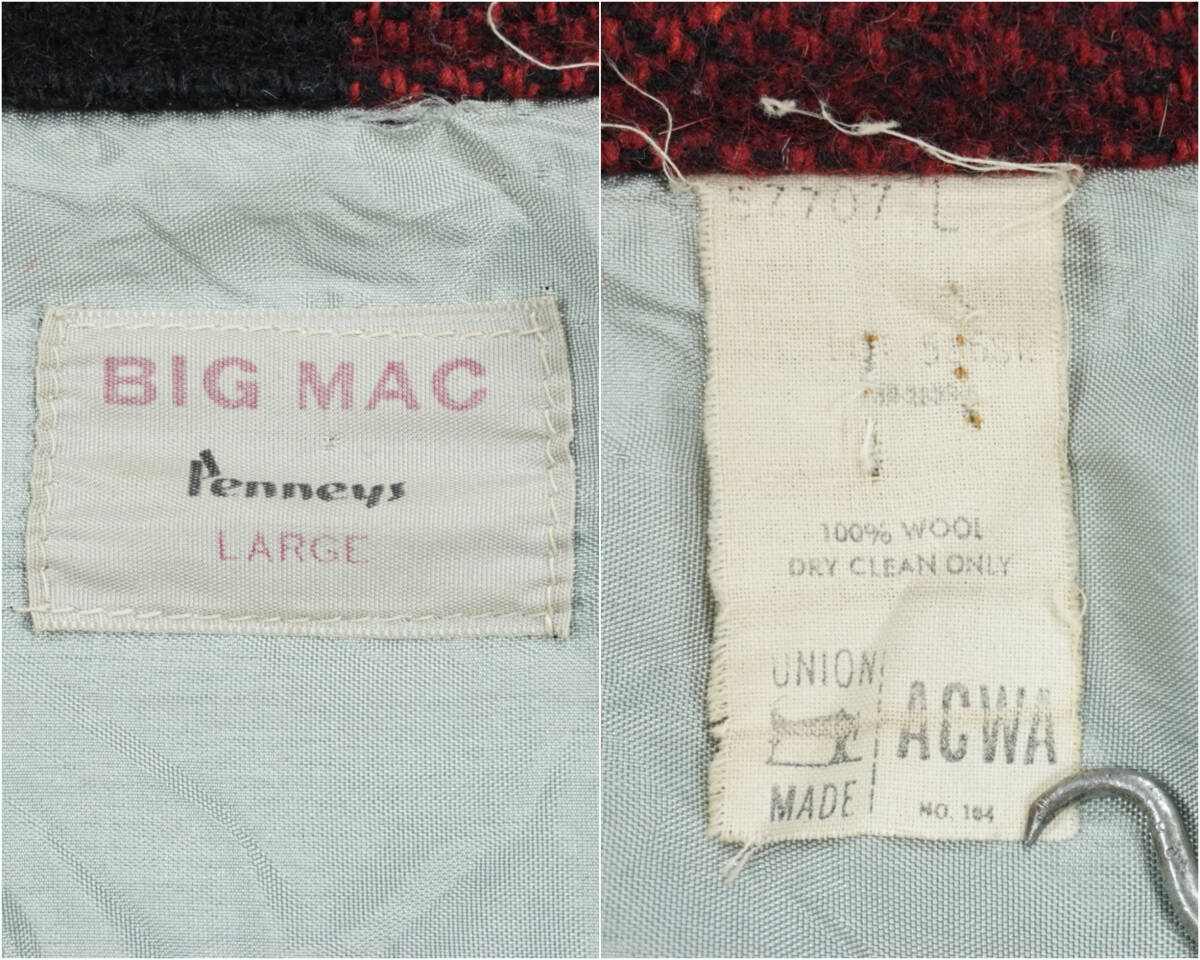 BIG MAC
Penneys
LARGE
57707 L
100% WOOL
DRY CLEAN ONLY
UNION
MADE
ACWA
NO. 104